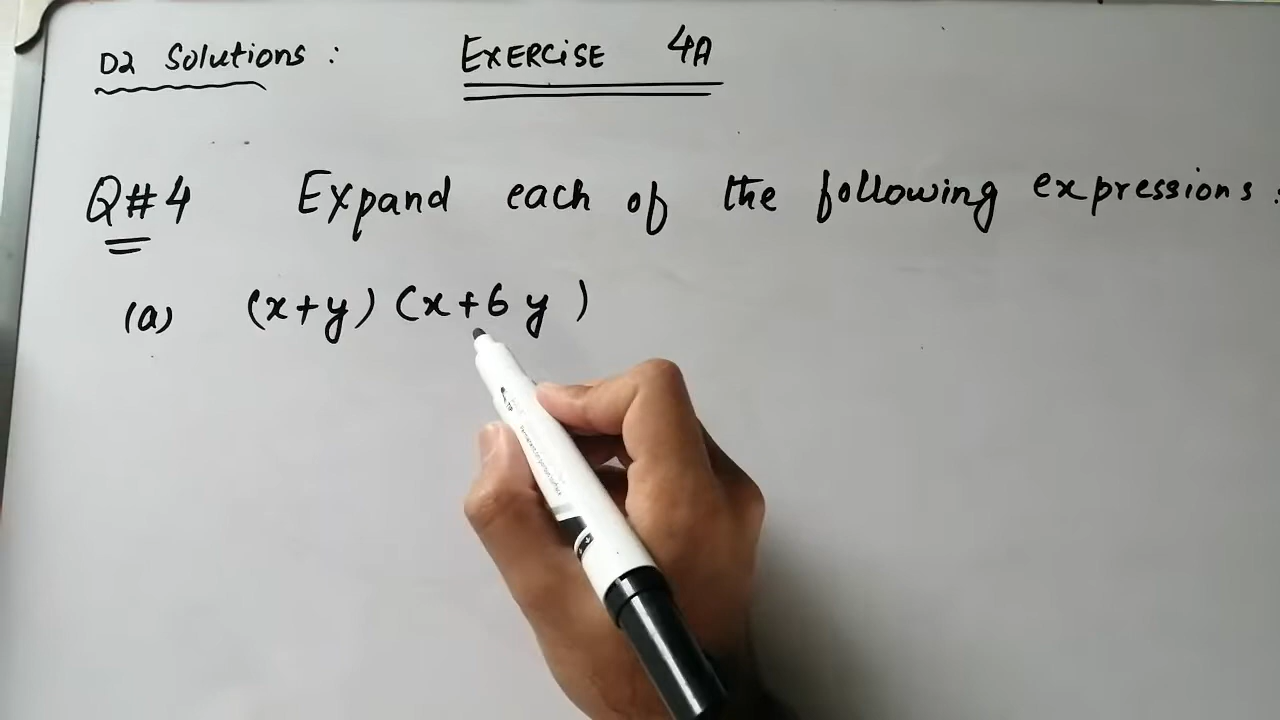 D2 Solutions : EXERCiSE 4A
Q#4 Expand each of the following expressions :
(a) (x+y) (x+6y)